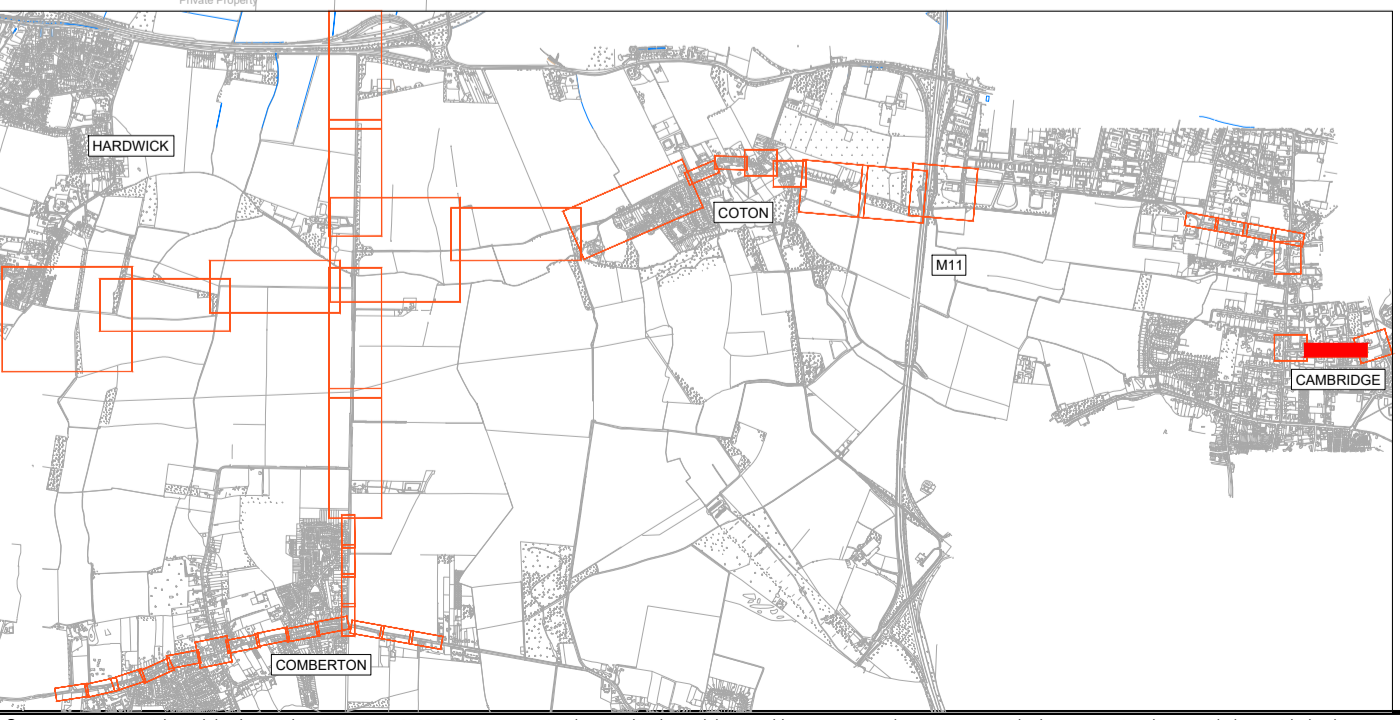 Private Property
HARDWICK
COTON
M11
CAMBRIDGE
COMBERTON